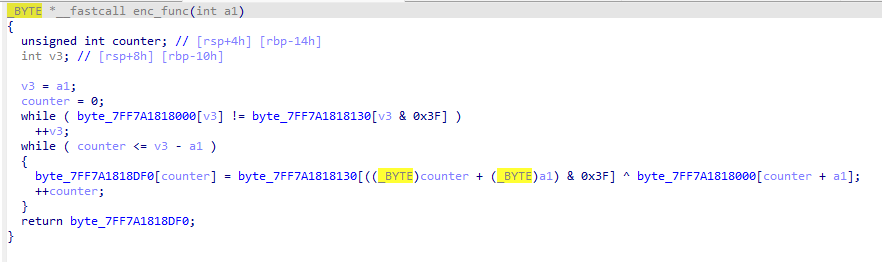 _BYTE *__fastcall enc_func(int a1)
{
  unsigned int counter; // [rsp+4h] [rbp-14h]
  int v3; // [rsp+8h] [rbp-10h]

  v3 = a1;
  counter = 0;
  while ( byte_7FF7A1818000[v3] != byte_7FF7A1818130[v3 & 0x3F] )
    ++v3;
  while ( counter <= v3 - a1 )
  {
    byte_7FF7A1818DF0[counter] = byte_7FF7A1818130[((_BYTE)counter + (_BYTE)a1) & 0x3F] ^ byte_7FF7A1818000[counter + a1];
    ++counter;
  }
  return byte_7FF7A1818DF0;
}